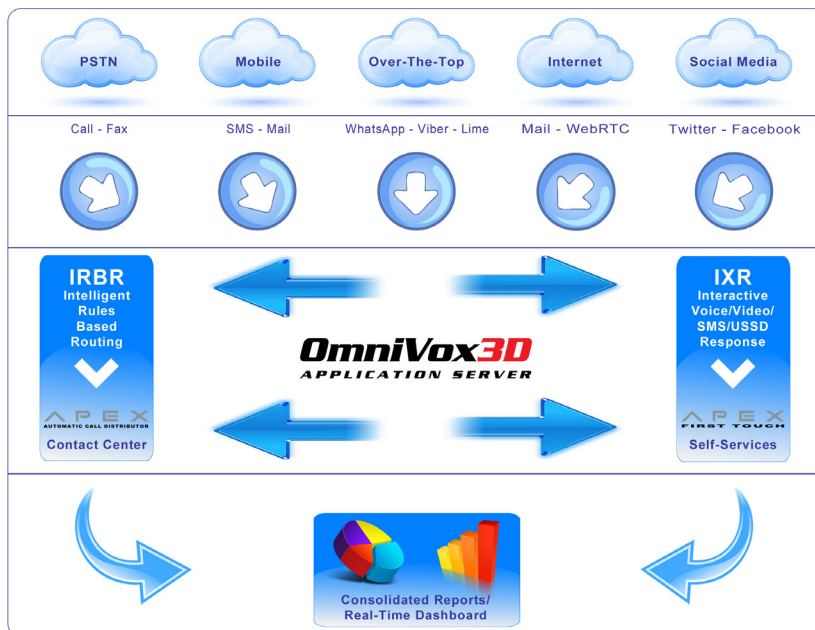 PSTN
Mobile
Over-The-Top
Internet
Social Media
Call - Fax
SMS - Mail
WhatsApp - Viber - Lime
Mail - WebRTC
Twitter - Facebook
IRBR
Intelligent
Rules
Based
Routing
APEX
AUTOMATIC CALL DISTRIBUTOR
Contact Center
OmniVox3D
APPLICATION SERVER
IXR
Interactive
Voice/Video/
SMS/USSD
Response
APEX
FIRST TOUCH
Self-Services
Consolidated Reports/
Real-Time Dashboard